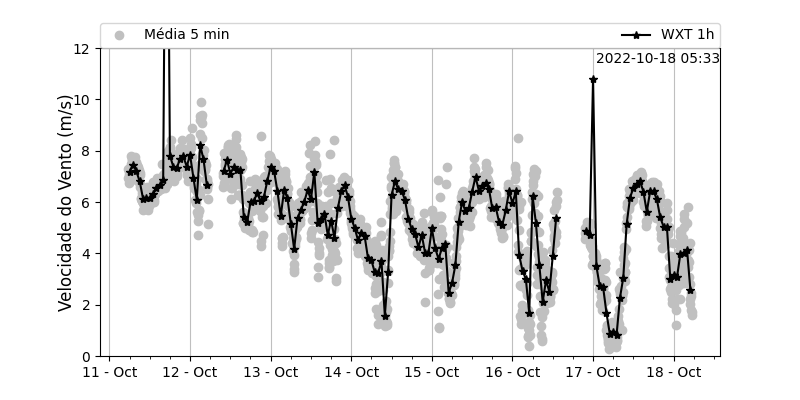 Média 5 min
WXT 1h
2022-10-18 05:33
Velocidade do Vento (m/s)
12
10
8
6
4
2
0
11 - Oct
12 - Oct
13 - Oct
14 - Oct
15 - Oct
16 - Oct
17 - Oct
18 - Oct